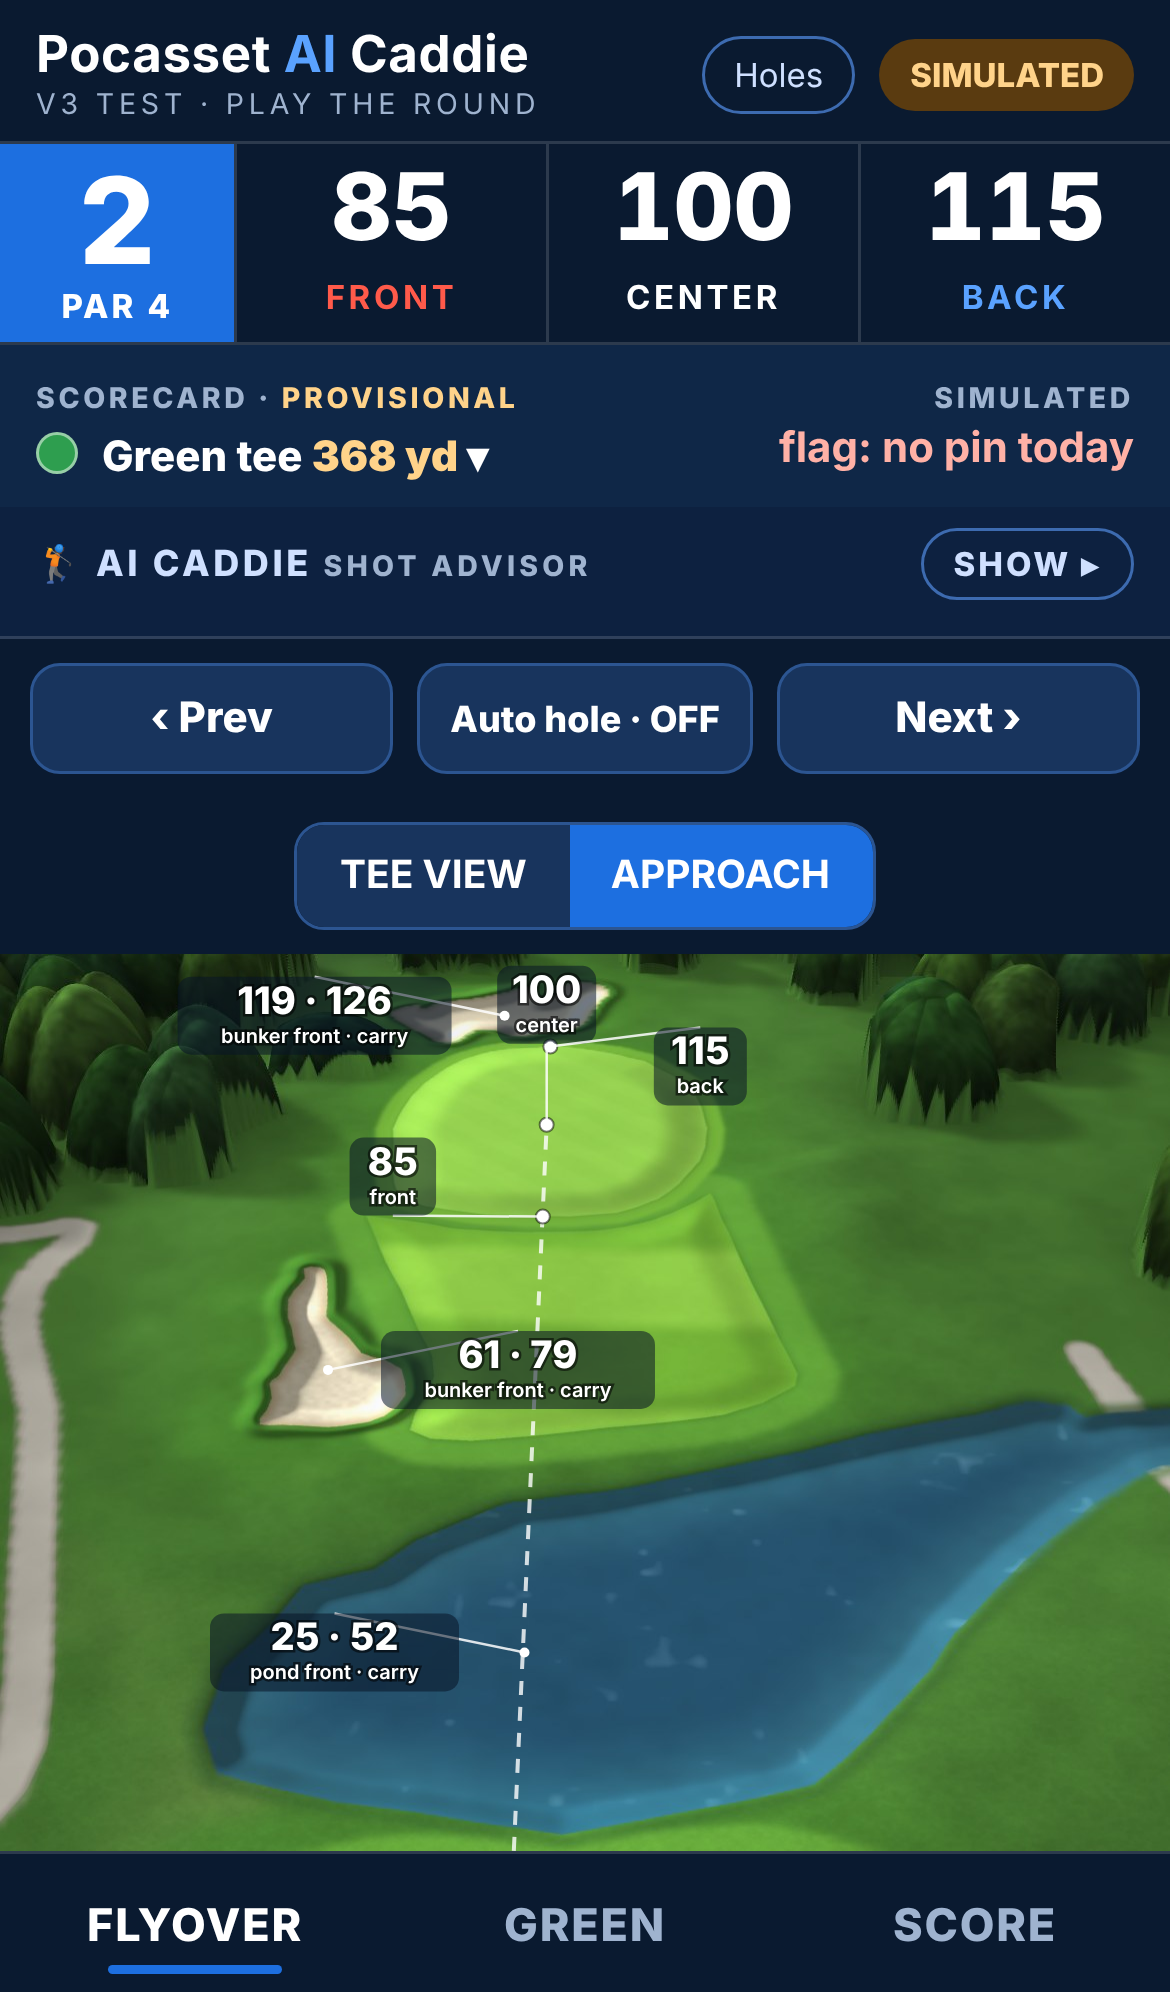 Pocasset AI Caddie
V3 TEST · PLAY THE ROUND
Holes
SIMULATED
2
PAR 4
85
FRONT
100
CENTER
115
BACK
SCORECARD · PROVISIONAL
Green tee 368 yd ▾
SIMULATED
flag: no pin today
AI CADDIE SHOT ADVISOR
SHOW ▸
‹ Prev
Auto hole · OFF
Next ›
TEE VIEW
APPROACH
119 · 126
bunker front · carry
100
center
115
back
85
front
61 · 79
bunker front · carry
25 · 52
pond front · carry
FLYOVER
GREEN
SCORE